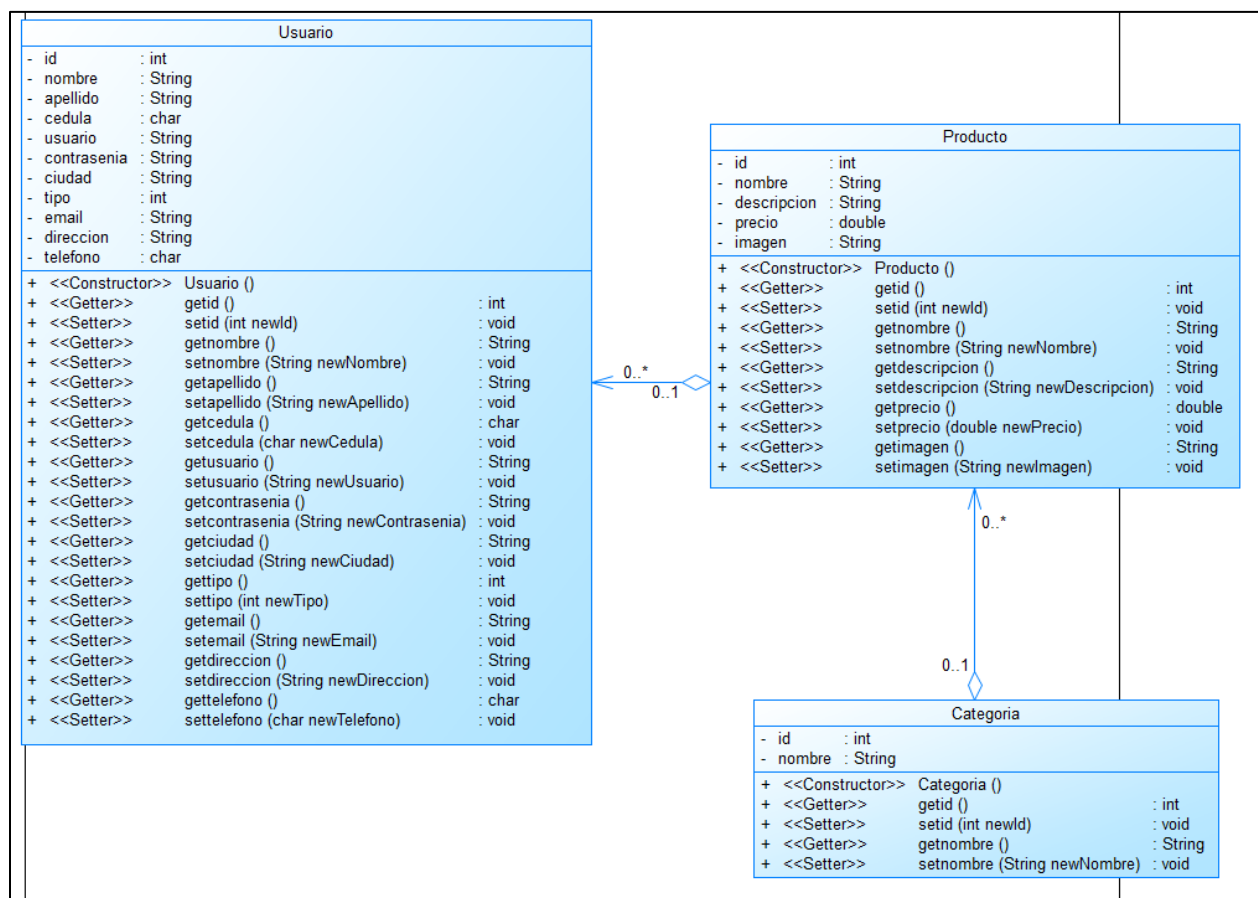 Usuario
- id : int
- nombre : String
- apellido : String
- cedula : char
- usuario : String
- contrasenia : String
- ciudad : String
- tipo : int
- email : String
- direccion : String
- telefono : char
+ <<Constructor>> Usuario ()
+ <<Getter>> getid () : int
+ <<Setter>> setid (int newId) : void
+ <<Getter>> getnombre () : String
+ <<Setter>> setnombre (String newNombre) : void
+ <<Getter>> getapellido () : String
+ <<Setter>> setapellido (String newApellido) : void
+ <<Getter>> getcedula () : char
+ <<Setter>> setcedula (char newCedula) : void
+ <<Getter>> getusuario () : String
+ <<Setter>> setusuario (String newUsuario) : void
+ <<Getter>> getcontrasenia () : String
+ <<Setter>> setcontrasenia (String newContrasenia) : void
+ <<Getter>> getciudad () : String
+ <<Setter>> setciudad (String newCiudad) : void
+ <<Getter>> gettipo () : int
+ <<Setter>> settipo (int newTipo) : void
+ <<Getter>> getemail () : String
+ <<Setter>> setemail (String newEmail) : void
+ <<Getter>> getdireccion () : String
+ <<Setter>> setdireccion (String newDireccion) : void
+ <<Getter>> gettelefono () : char
+ <<Setter>> settelefono (char newTelefono) : void
0..*
0..1
Producto
- id : int
- nombre : String
- descripcion : String
- precio : double
- imagen : String
+ <<Constructor>> Producto ()
+ <<Getter>> getid () : int
+ <<Setter>> setid (int newId) : void
+ <<Getter>> getnombre () : String
+ <<Setter>> setnombre (String newNombre) : void
+ <<Getter>> getdescripcion () : String
+ <<Setter>> setdescripcion (String newDescripcion) : void
+ <<Getter>> getprecio () : double
+ <<Setter>> setprecio (double newPrecio) : void
+ <<Getter>> getimagen () : String
+ <<Setter>> setimagen (String newImagen) : void
0..*
0..1
Categoria
- id : int
- nombre : String
+ <<Constructor>> Categoria ()
+ <<Getter>> getid () : int
+ <<Setter>> setid (int newId) : void
+ <<Getter>> getnombre () : String
+ <<Setter>> setnombre (String newNombre) : void